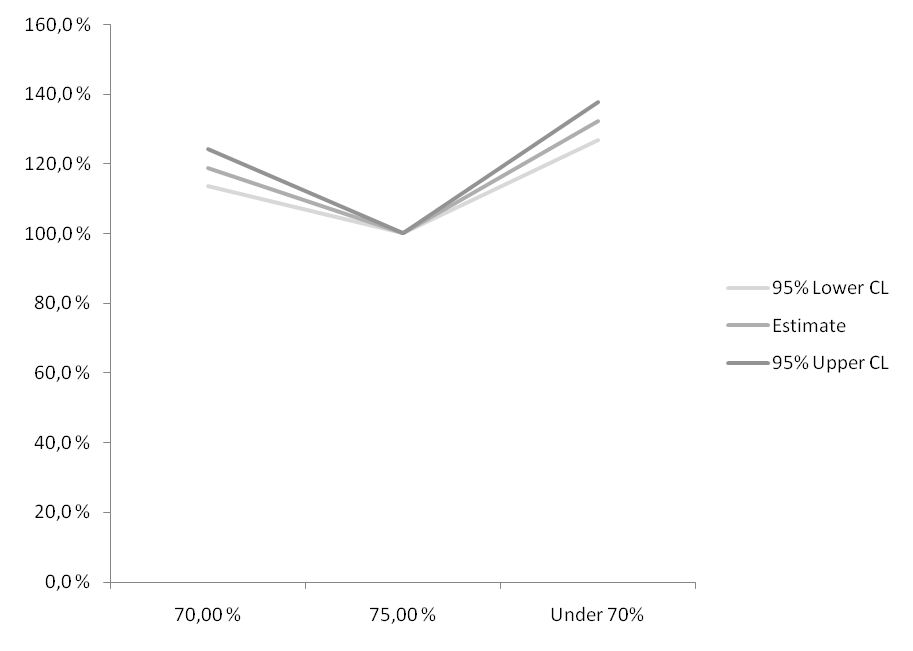 160,0 %
140,0 %
120,0 %
100,0 %
80,0 %
60,0 %
40,0 %
20,0 %
0,0 %
70,00 %
75,00 %
Under 70%
95% Lower CL
Estimate
95% Upper CL